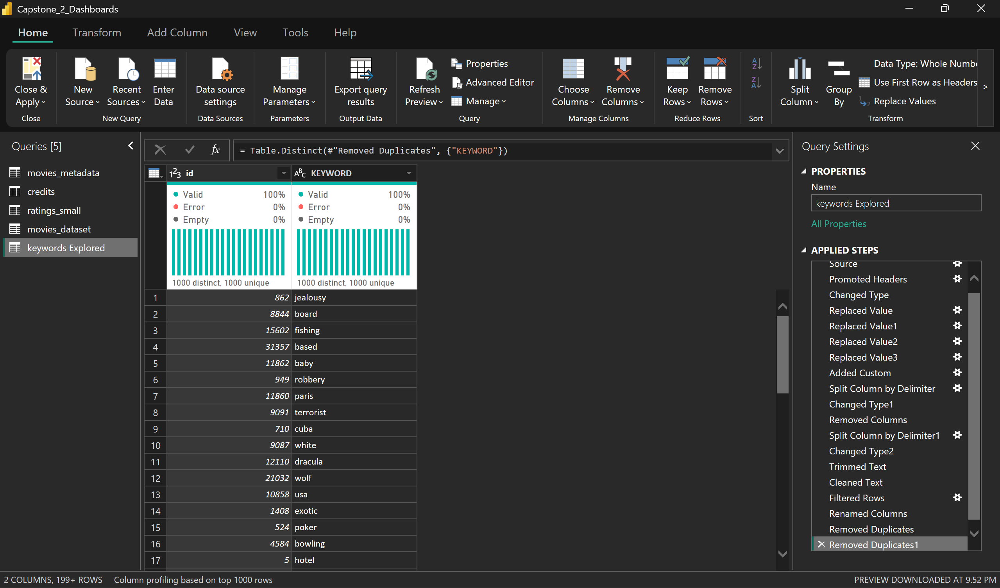 Capstone_2_Dashboards
Home Transform Add Column View Tools Help
Close & Apply
Close
New Source
Recent Sources
Enter Data
New Query
Data source settings
Data Sources
Manage Parameters
Parameters
Export query results
Output Data
Refresh Preview
Properties
Advanced Editor
Manage
Query
Choose Columns
Remove Columns
Manage Columns
Keep Rows
Remove Rows
Reduce Rows
Sort
Split Column
Group By
Data Type: Whole Numb
Use First Row as Headers
Replace Values
Transform
Queries [5]
movies_metadata
credits
ratings_small
movies_dataset
keywords Explored
fx = Table.Distinct(#"Removed Duplicates", {"KEYWORD"})
123 id ABC KEYWORD
Valid 100% Valid 100%
Error 0% Error 0%
Empty 0% Empty 0%
1000 distinct, 1000 unique 1000 distinct, 1000 unique
1 862 jealousy
2 8844 board
3 15602 fishing
4 31357 based
5 11862 baby
6 949 robbery
7 11860 paris
8 9091 terrorist
9 710 cuba
10 9087 white
11 12110 dracula
12 21032 wolf
13 10858 usa
14 1408 exotic
15 524 poker
16 4584 bowling
17 5 hotel
Query Settings
PROPERTIES
Name
keywords Explored
All Properties
APPLIED STEPS
Source
Promoted Headers
Changed Type
Replaced Value
Replaced Value1
Replaced Value2
Replaced Value3
Added Custom
Split Column by Delimiter
Changed Type1
Removed Columns
Split Column by Delimiter1
Changed Type2
Trimmed Text
Cleaned Text
Filtered Rows
Renamed Columns
Removed Duplicates
Removed Duplicates1
2 COLUMNS, 199+ ROWS Column profiling based on top 1000 rows
PREVIEW DOWNLOADED AT 9:52 PM